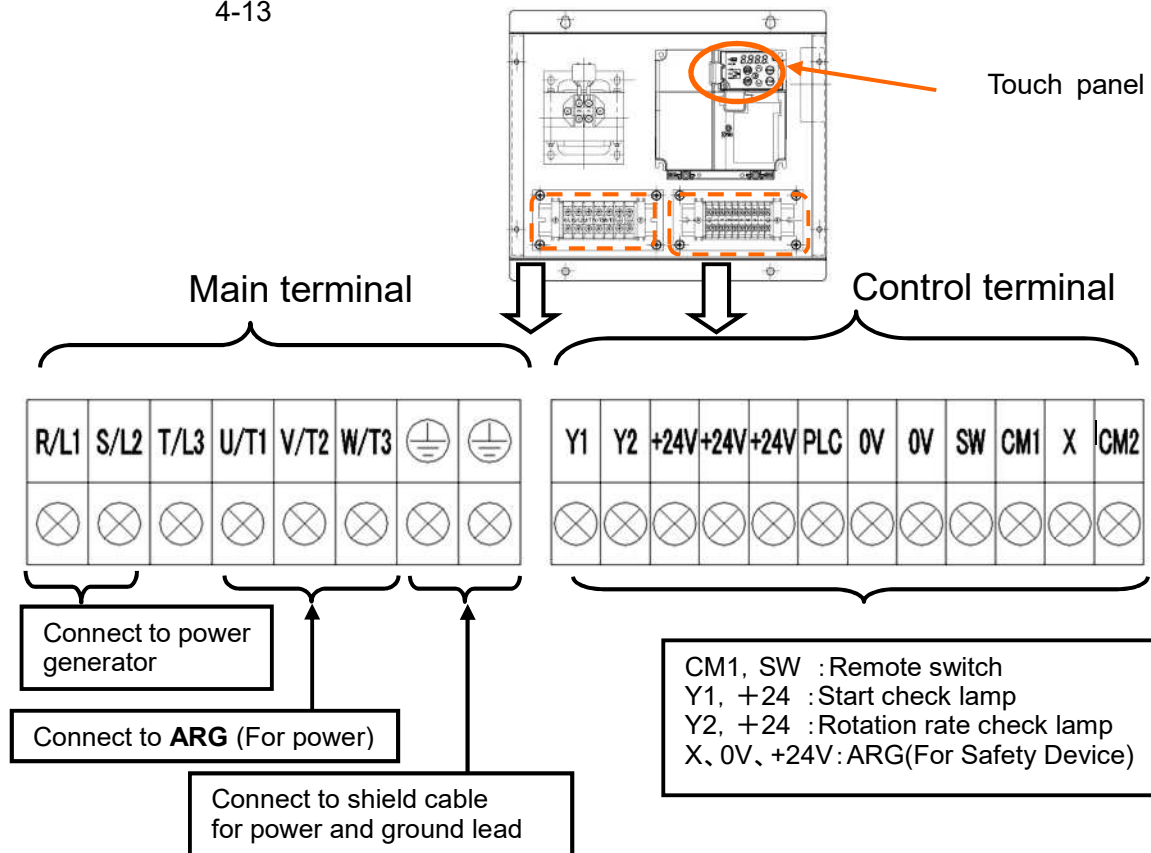 4-13
Touch panel
Main terminal
Control terminal
R/L1 S/L2 T/L3 U/T1 V/T2 W/T3
Y1 Y2 +24V +24V +24V PLC 0V 0V SW CM1 X CM2
Connect to power
generator
Connect to ARG (For power)
Connect to shield cable
for power and ground lead
CM1, SW :Remote switch
Y1, +24 :Start check lamp
Y2, +24 :Rotation rate check lamp
X、0V、+24V:ARG(For Safety Device)